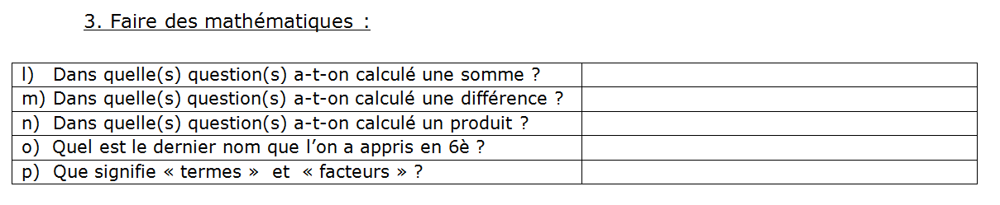 3. Faire des mathématiques :
l) Dans quelle(s) question(s) a-t-on calculé une somme ?
m) Dans quelle(s) question(s) a-t-on calculé une différence ?
n) Dans quelle(s) question(s) a-t-on calculé un produit ?
o) Quel est le dernier nom que l’on a appris en 6è ?
p) Que signifie « termes » et « facteurs » ?